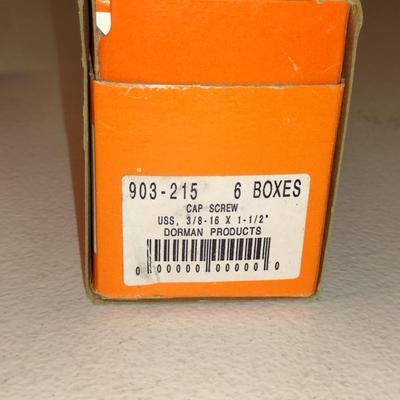 903-215 6 BOXES
CAP SCREW
USS, 3/8-16 X 1-1/2"
DORMAN PRODUCTS
0 00000 00000 0